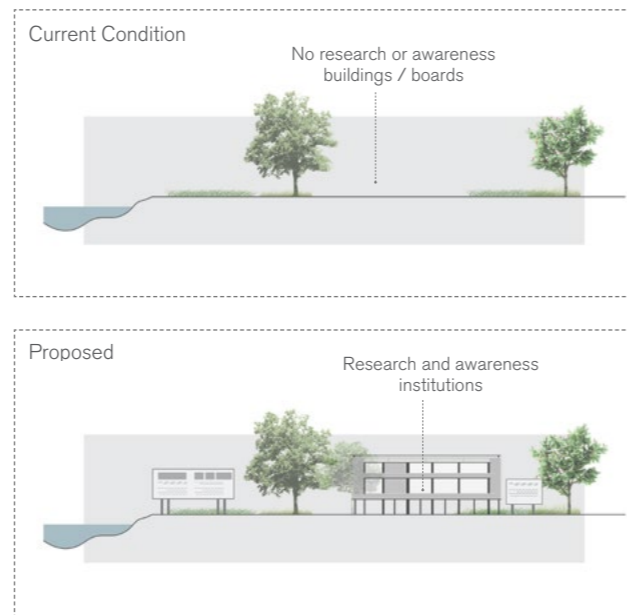 Current Condition
No research or awareness
buildings / boards
Proposed
Research and awareness
institutions